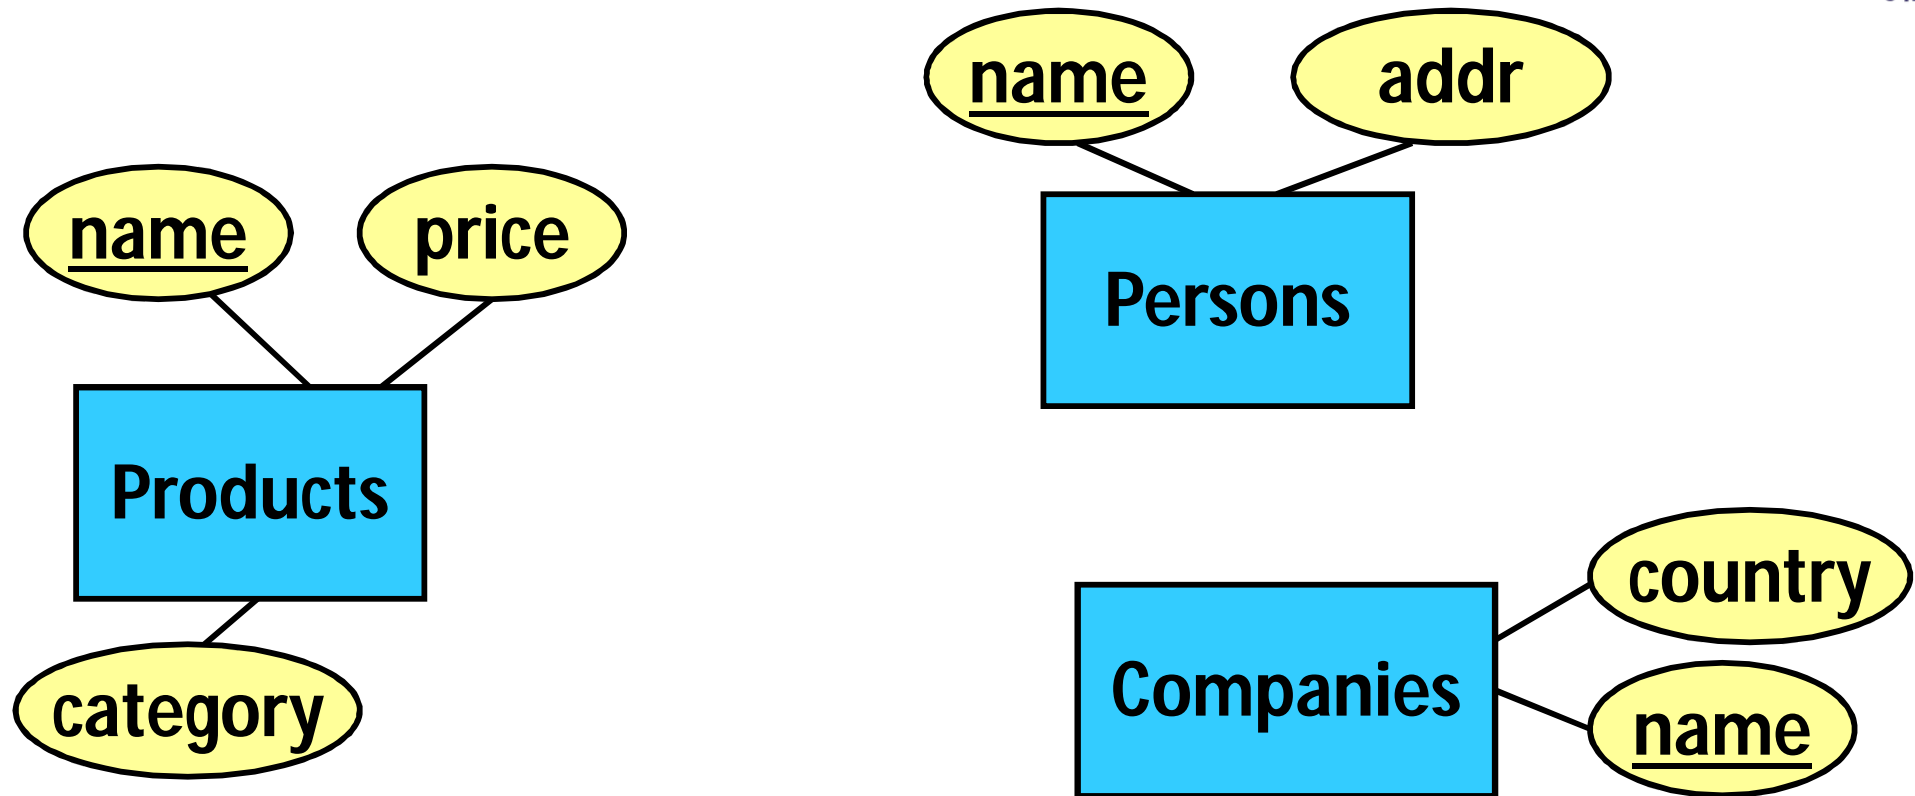 name
addr
name
price
Persons
Products
country
Companies
category
name